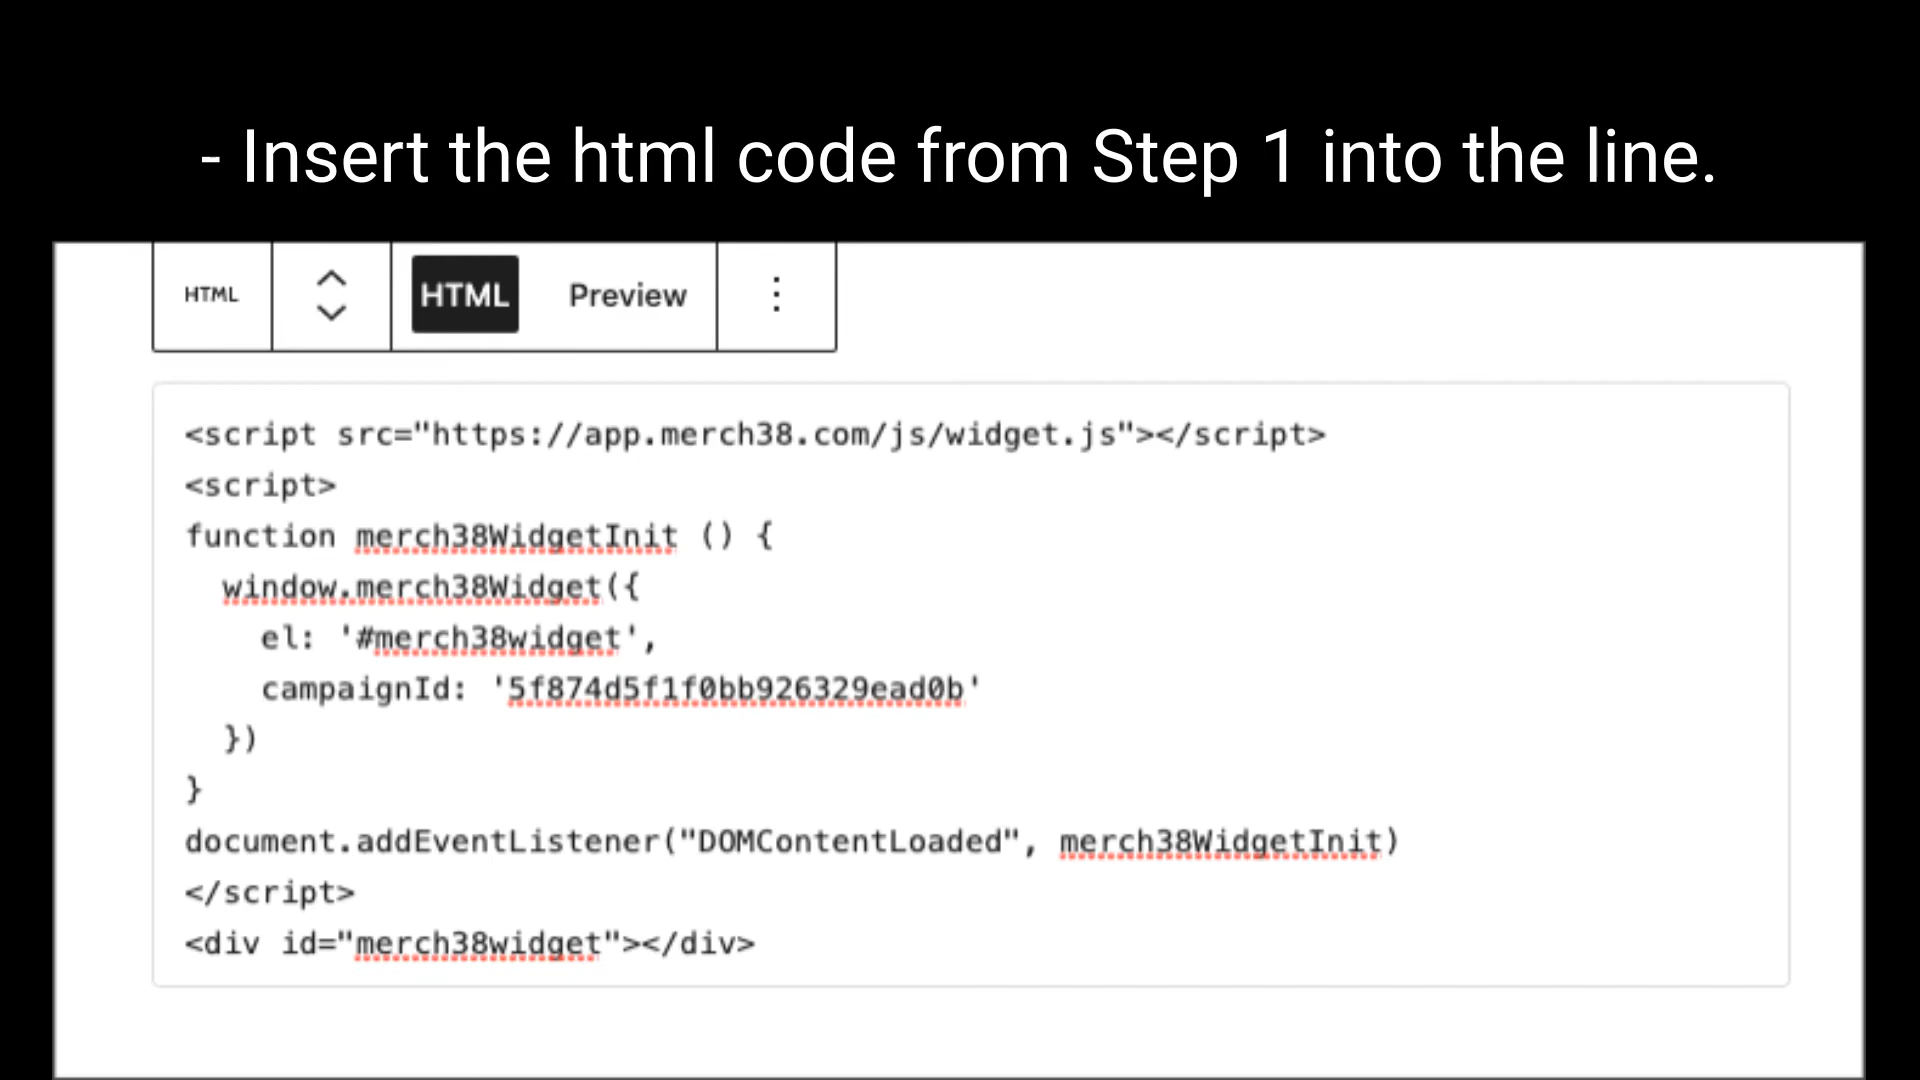 - Insert the html code from Step 1 into the line.
HTML HTML Preview
<script src="https://app.merch38.com/js/widget.js"></script>
<script>
function merch38WidgetInit () {
window.merch38Widget({
el: '#merch38widget',
campaignId: '5f874d5f1f0bb926329ead0b'
})
}
document.addEventListener("DOMContentLoaded", merch38WidgetInit)
</script>
<div id="merch38widget"></div>